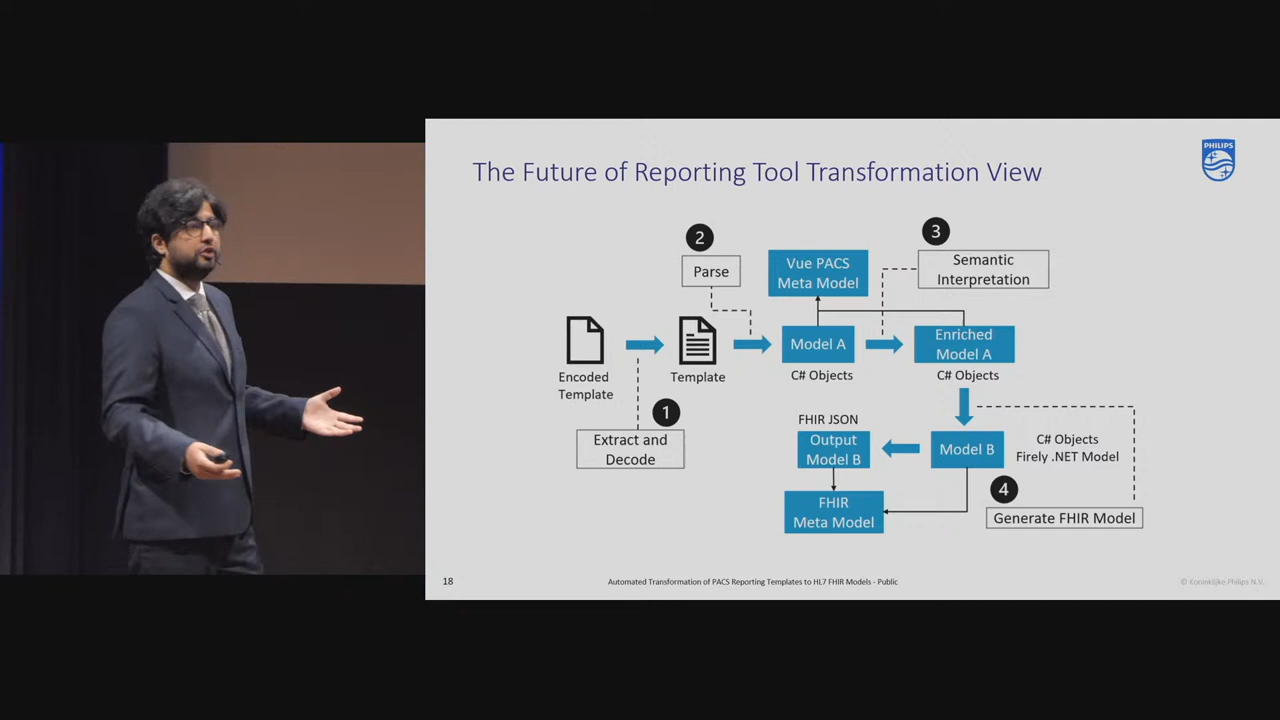 The Future of Reporting Tool Transformation View
PHILIPS
2
Parse
Vue PACS
Meta Model
3
Semantic
Interpretation
Encoded
Template
Template
Model A
C# Objects
Enriched
Model A
C# Objects
1
Extract and
Decode
FHIR JSON
Output
Model B
Model B
C# Objects
Firely .NET Model
FHIR
Meta Model
4
Generate FHIR Model
18
Automated Transformation of PACS Reporting Templates to HL7 FHIR Models - Public
© Koninklijke Philips N.V.